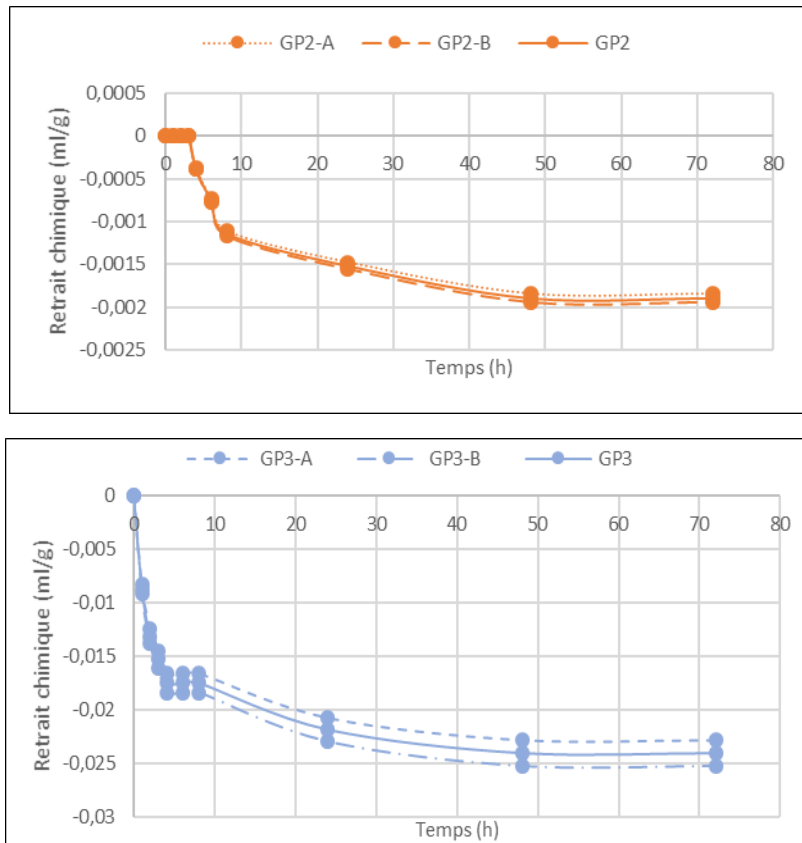 GP2-A GP2-B GP2
Retrait chimique (ml/g)
0,0005
0
0 10 20 30 40 50 60 70 80
-0,0005
-0,001
-0,0015
-0,002
-0,0025
Temps (h)
GP3-A GP3-B GP3
Retrait chimique (ml/g)
0
0 10 20 30 40 50 60 70 80
-0,005
-0,01
-0,015
-0,02
-0,025
-0,03
Temps (h)